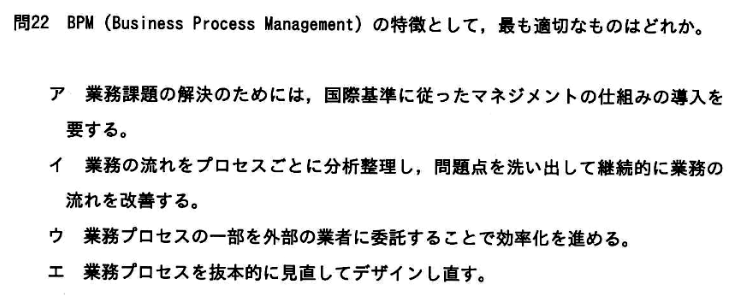 問22　BPM（Business Process Management）の特徴として，最も適切なものはどれか。
ア　業務課題の解決のためには，国際基準に従ったマネジメントの仕組みの導入を
要する。
イ　業務の流れをプロセスごとに分析整理し，問題点を洗い出して継続的に業務の
流れを改善する。
ウ　業務プロセスの一部を外部の業者に委託することで効率化を進める。
エ　業務プロセスを抜本的に見直してデザインし直す。